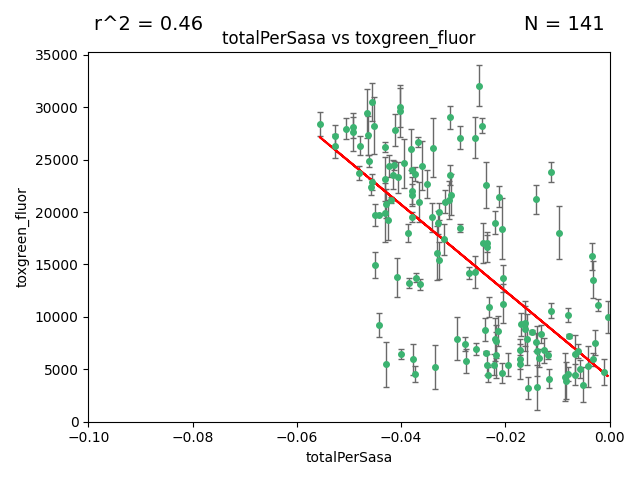 r^2 = 0.46
N = 141
totalPerSasa vs toxgreen_fluor
35000
30000
25000
20000
15000
10000
5000
0
toxgreen_fluor
−0.10
−0.08
−0.06
−0.04
−0.02
0.00
totalPerSasa